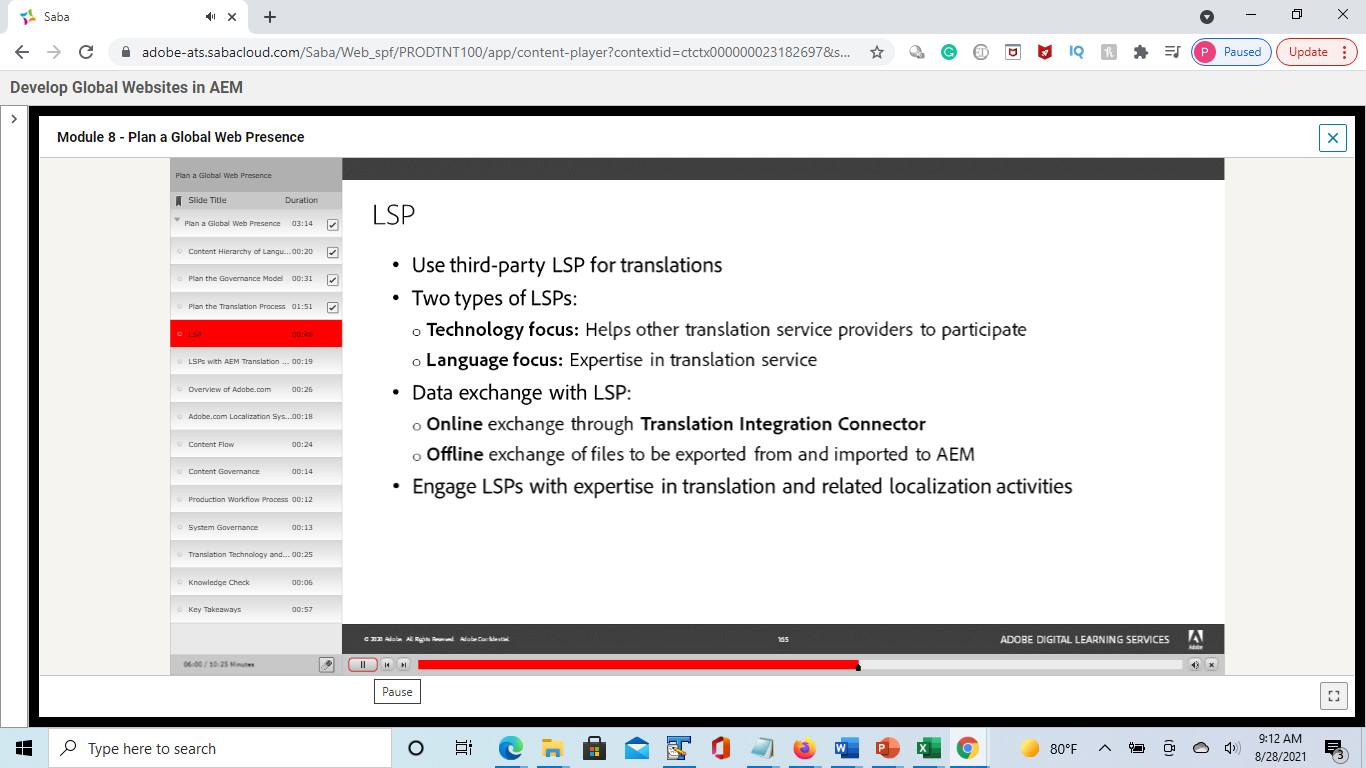 Saba
adobe-ats.sabacloud.com/Saba/Web_spf/PRODTNT100/app/content-player?contextid=ctctx000000023182697&s...
IQ
P Paused
Update
Develop Global Websites in AEM
Module 8 - Plan a Global Web Presence
Plan a Global Web Presence
Slide Title Duration
Plan a Global Web Presence 03:14
Content Hierarchy of Langu... 00:20
Plan the Governance Model 00:31
Plan the Translation Process 01:51
LSP 00:48
LSPs with AEM Translation ... 00:19
Overview of Adobe.com 00:26
Adobe.com Localization Sys... 00:18
Content Flow 00:24
Content Governance 00:14
Production Workflow Process 00:12
System Governance 00:13
Translation Technology and... 00:25
Knowledge Check 00:06
Key Takeaways 00:57
06:00 / 10:25 Minutes
LSP
• Use third-party LSP for translations
• Two types of LSPs:
o Technology focus: Helps other translation service providers to participate
o Language focus: Expertise in translation service
• Data exchange with LSP:
o Online exchange through Translation Integration Connector
o Offline exchange of files to be exported from and imported to AEM
• Engage LSPs with expertise in translation and related localization activities
© 2020 Adobe. All Rights Reserved. Adobe Confidential.
165
ADOBE DIGITAL LEARNING SERVICES
Adobe
Pause
Type here to search
80°F
9:12 AM
8/28/2021
3